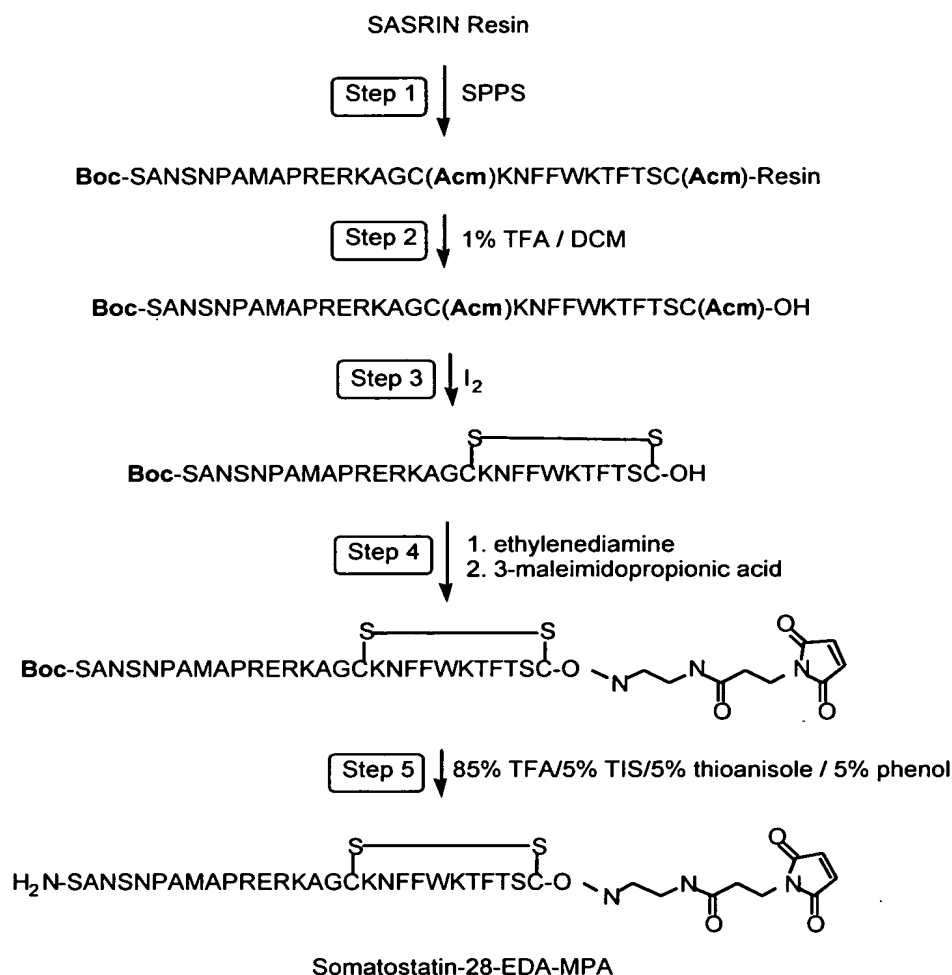 SASRIN Resin
Step 1 SPPS
Boc-SANSNPAMAPRERKAGC(Acm)KNFFWKTFTSC(Acm)-Resin
Step 2 1% TFA / DCM
Boc-SANSNPAMAPRERKAGC(Acm)KNFFWKTFTSC(Acm)-OH
Step 3 I2
S S
Boc-SANSNPAMAPRERKAGCKNFFWKTFTSC-OH
Step 4 1. ethylenediamine
2. 3-maleimidopropionic acid
S S O
Boc-SANSNPAMAPRERKAGCKNFFWKTFTSC-O N N N
O O
Step 5 85% TFA/5% TIS/5% thioanisole / 5% phenol
S S O
H2N-SANSNPAMAPRERKAGCKNFFWKTFTSC-O N N N
O O
Somatostatin-28-EDA-MPA